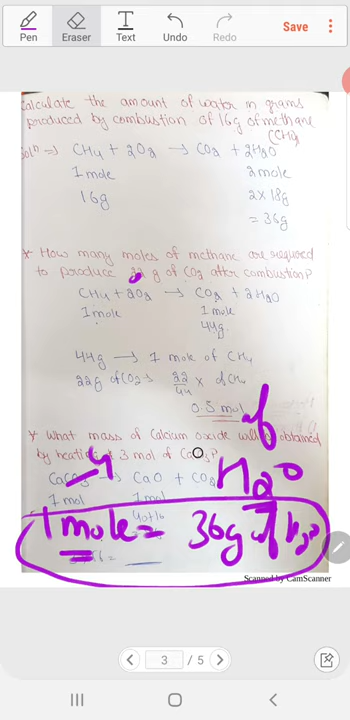 Pen
Eraser
Text
Undo
Redo
Save
Calculate the amount of water in grams
produced by combustion of 16g of methane
(CH4)
Solⁿ => CH4 + 2O2 → CO2 + 2H2O
1 mole 2 mole
16g 2x18g
= 36g
* How many moles of methane are required
to produce 22 g of CO2 after combustion?
CH4 + 2O2 → CO2 + 2H2O
1 mole 1 mole
44g.
44g → 1 mole of CH4
22g of CO2 → 22/44 x of CH4
0.5 mol
* What mass of Calcium oxide will be obtained
by heating 3 mol of CaCO3?
CaCO3 → CaO + CO2
1 mol 1 mol
40+16
of
H2O
1 mole = 36g of H2O
Scanned by CamScanner
3 / 5